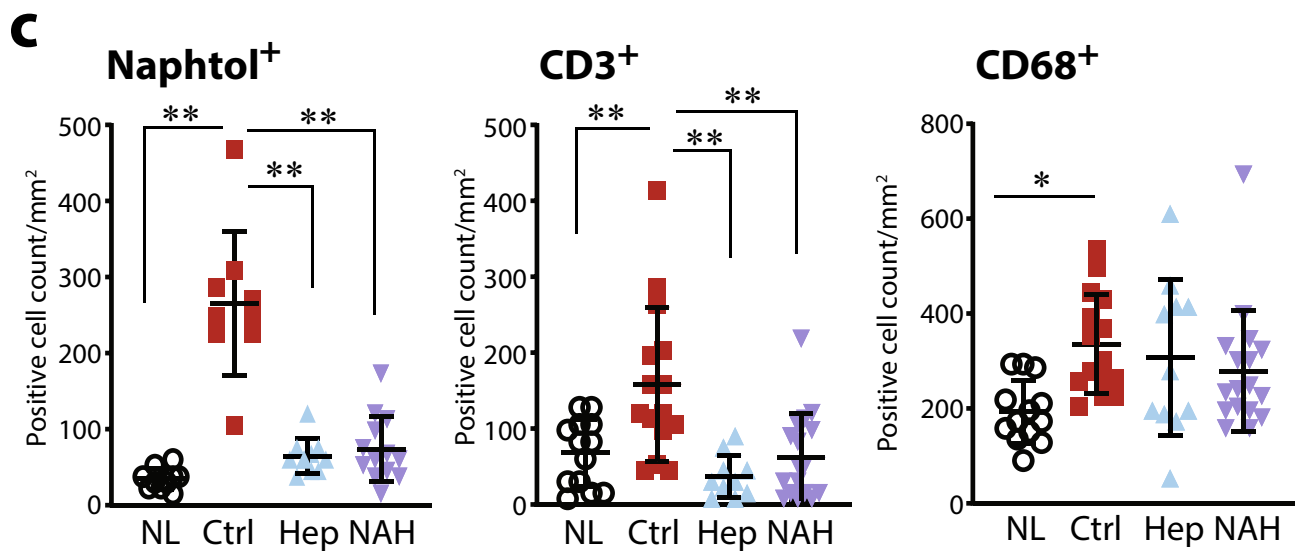 c
Naphtol+
Positive cell count/mm²
500
400
300
200
100
0
**
**
**
NL Ctrl Hep NAH
CD3+
Positive cell count/mm²
500
400
300
200
100
0
**
**
**
NL Ctrl Hep NAH
CD68+
Positive cell count/mm²
800
600
400
200
0
*
NL Ctrl Hep NAH